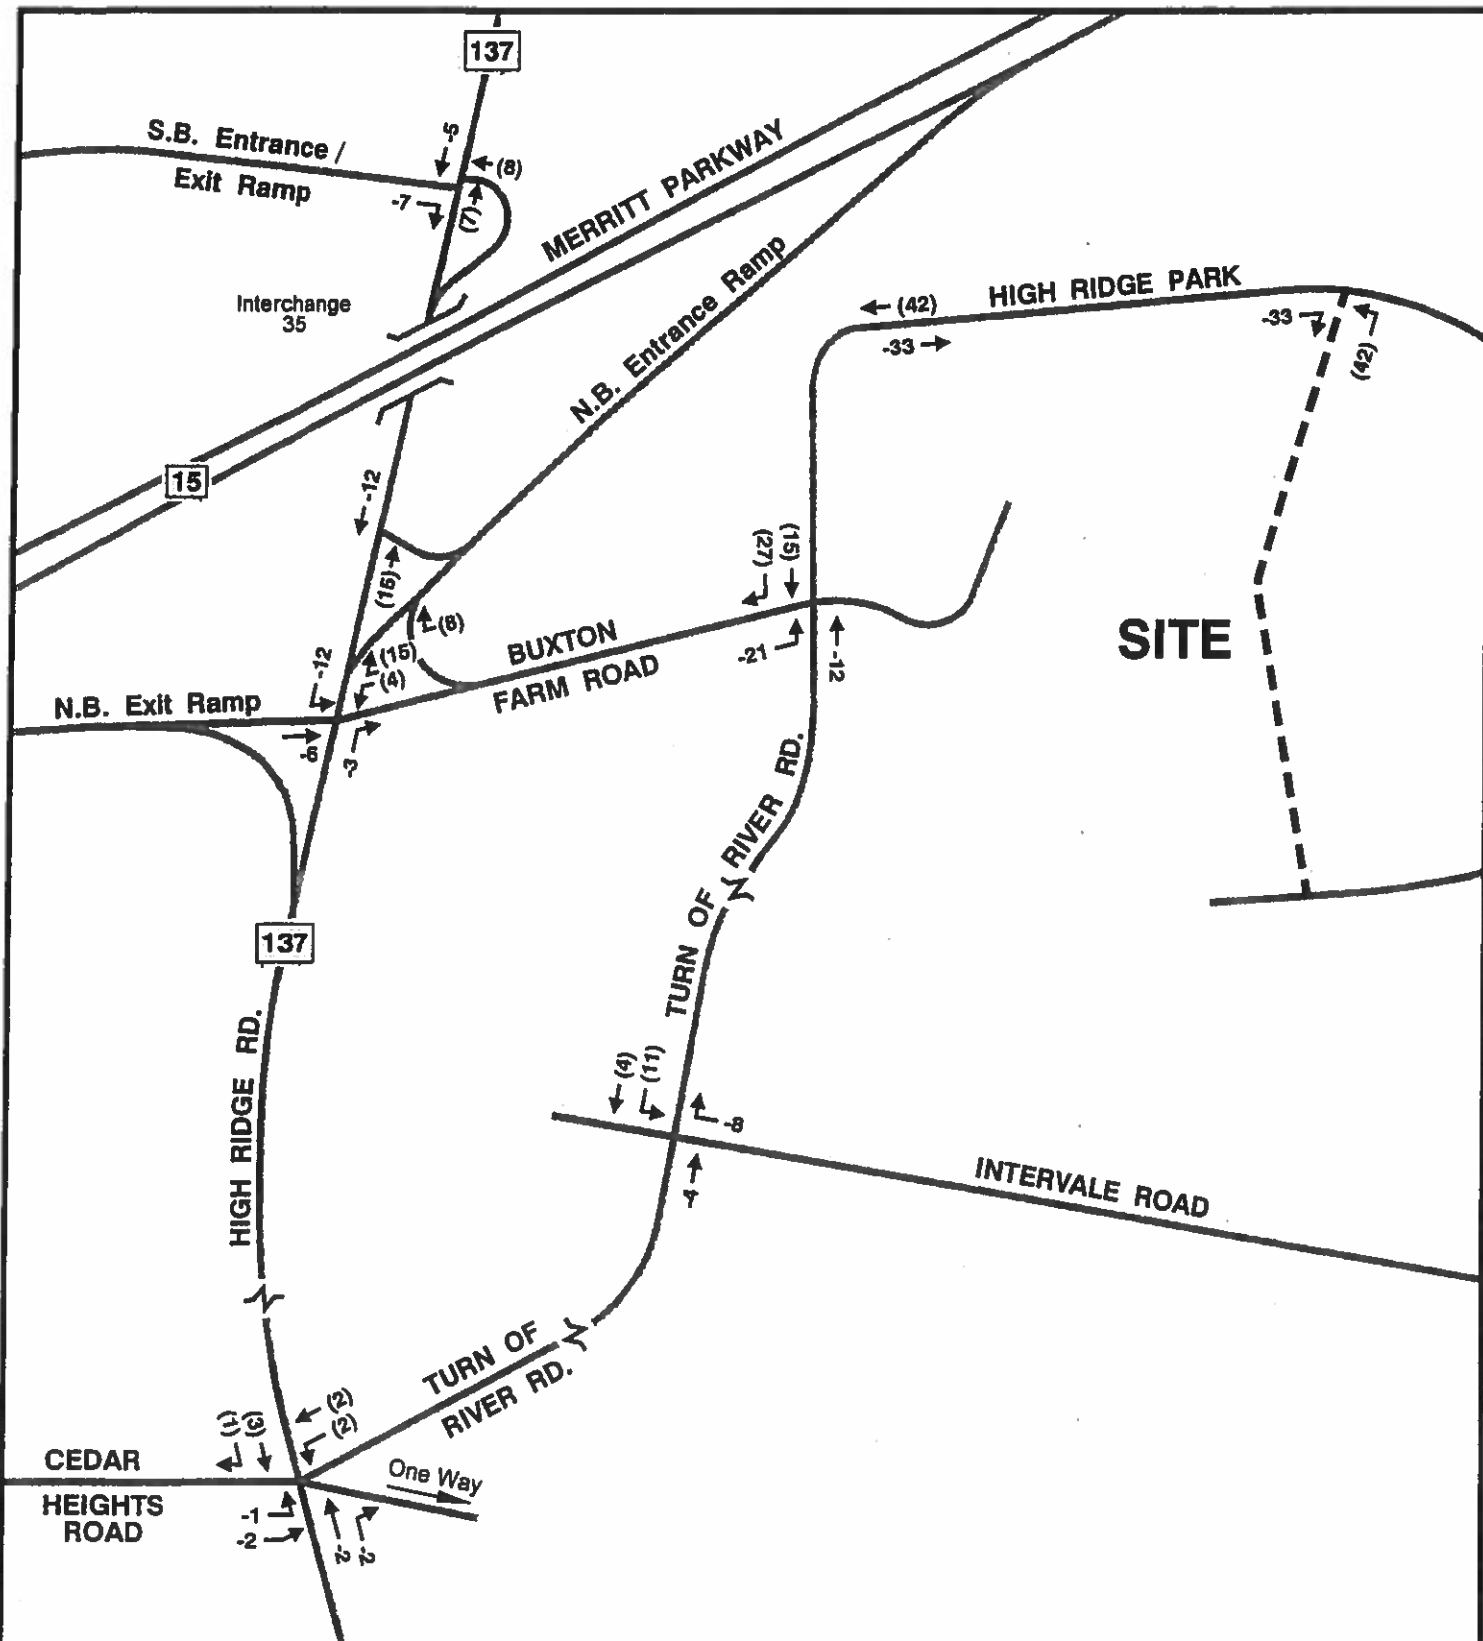 137
S.B. Entrance /
Exit Ramp
-5
(8)
-7
(7)
MERRITT PARKWAY
Interchange
35
N.B. Entrance Ramp
HIGH RIDGE PARK
(42)
-33
-33
(42)
15
-12
(15)
(8)
(15)
(4)
-12
N.B. Exit Ramp
-6
-3
BUXTON
FARM ROAD
(27)
(15)
-21
-12
SITE
137
HIGH RIDGE RD.
TURN OF
RIVER RD.
(4)
(11)
-8
-4
INTERVALE ROAD
TURN OF
RIVER RD.
(2)
(2)
(1)
(3)
CEDAR
HEIGHTS
ROAD
One Way
-1
-2
-2
-2